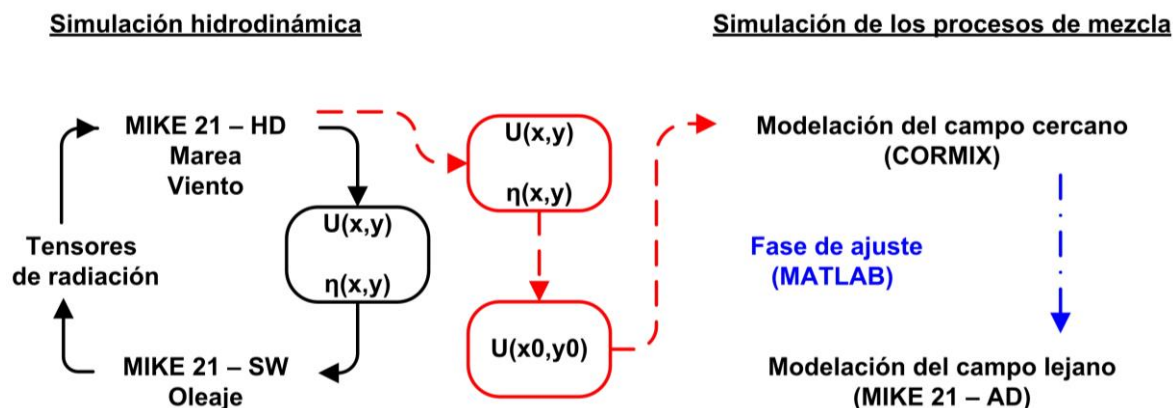 Simulación hidrodinámica
MIKE 21 – HD
Marea
Viento
U(x,y)
η(x,y)
Tensores
de radiación
MIKE 21 – SW
Oleaje
U(x,y)
η(x,y)
U(x0,y0)
Simulación de los procesos de mezcla
Modelación del campo cercano
(CORMIX)
Fase de ajuste
(MATLAB)
Modelación del campo lejano
(MIKE 21 – AD)